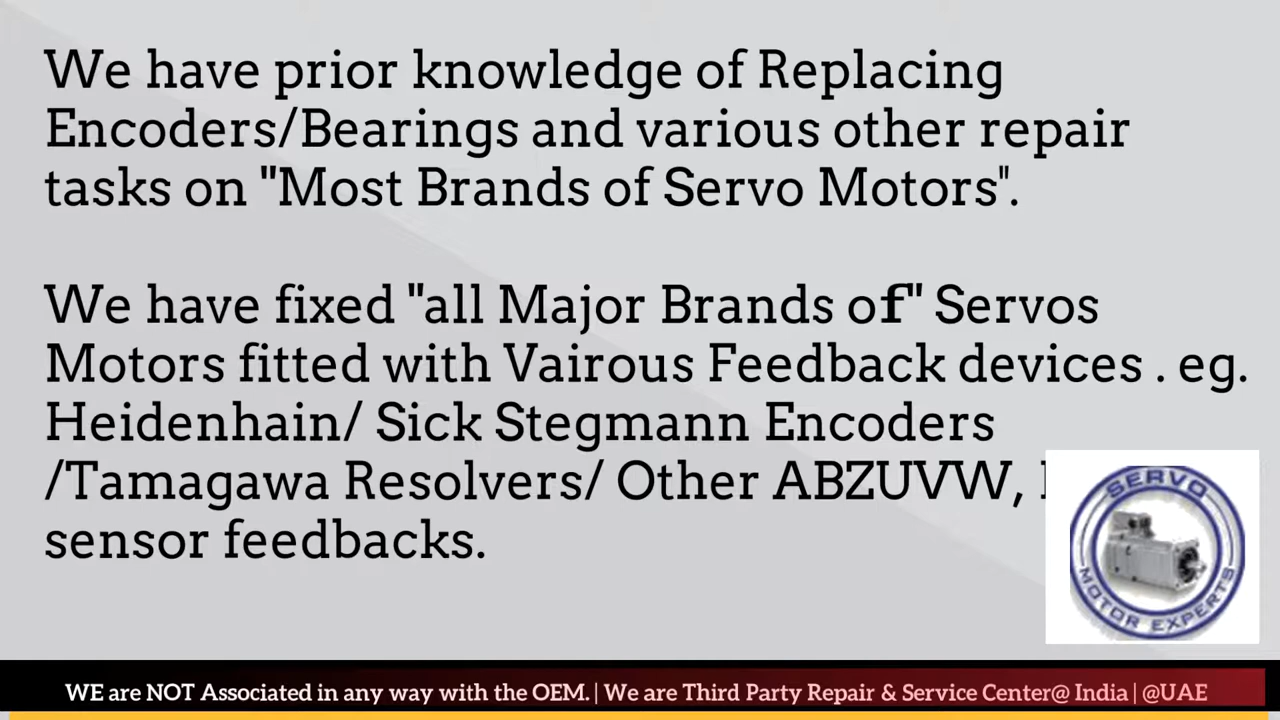 We have prior knowledge of Replacing
Encoders/Bearings and various other repair
tasks on "Most Brands of Servo Motors".
We have fixed "all Major Brands of" Servos
Motors fitted with Vairous Feedback devices . eg.
Heidenhain/ Sick Stegmann Encoders
/Tamagawa Resolvers/ Other ABZUVW,
sensor feedbacks.
SERVO
MOTOR EXPERTS
WE are NOT Associated in any way with the OEM. | We are Third Party Repair & Service Center@ India | @UAE